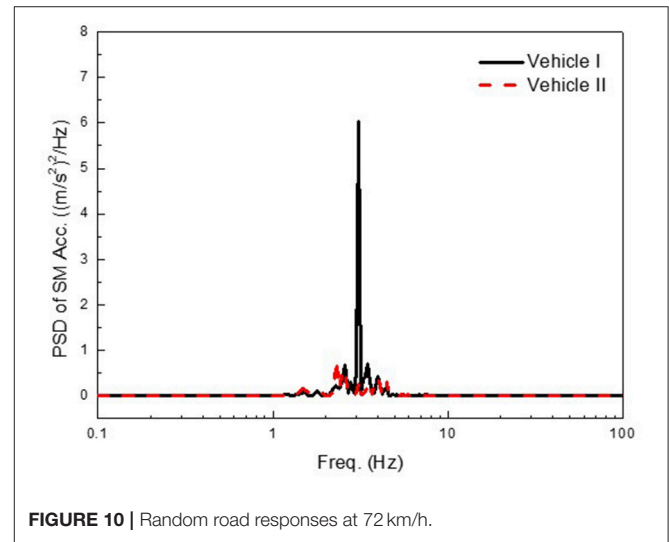 8
7
6
5
4
3
2
1
0
PSD of SM Acc. ((m/s²)²/Hz)
Vehicle I
Vehicle II
0.1 1 10 100
Freq. (Hz)
FIGURE 10 | Random road responses at 72 km/h.